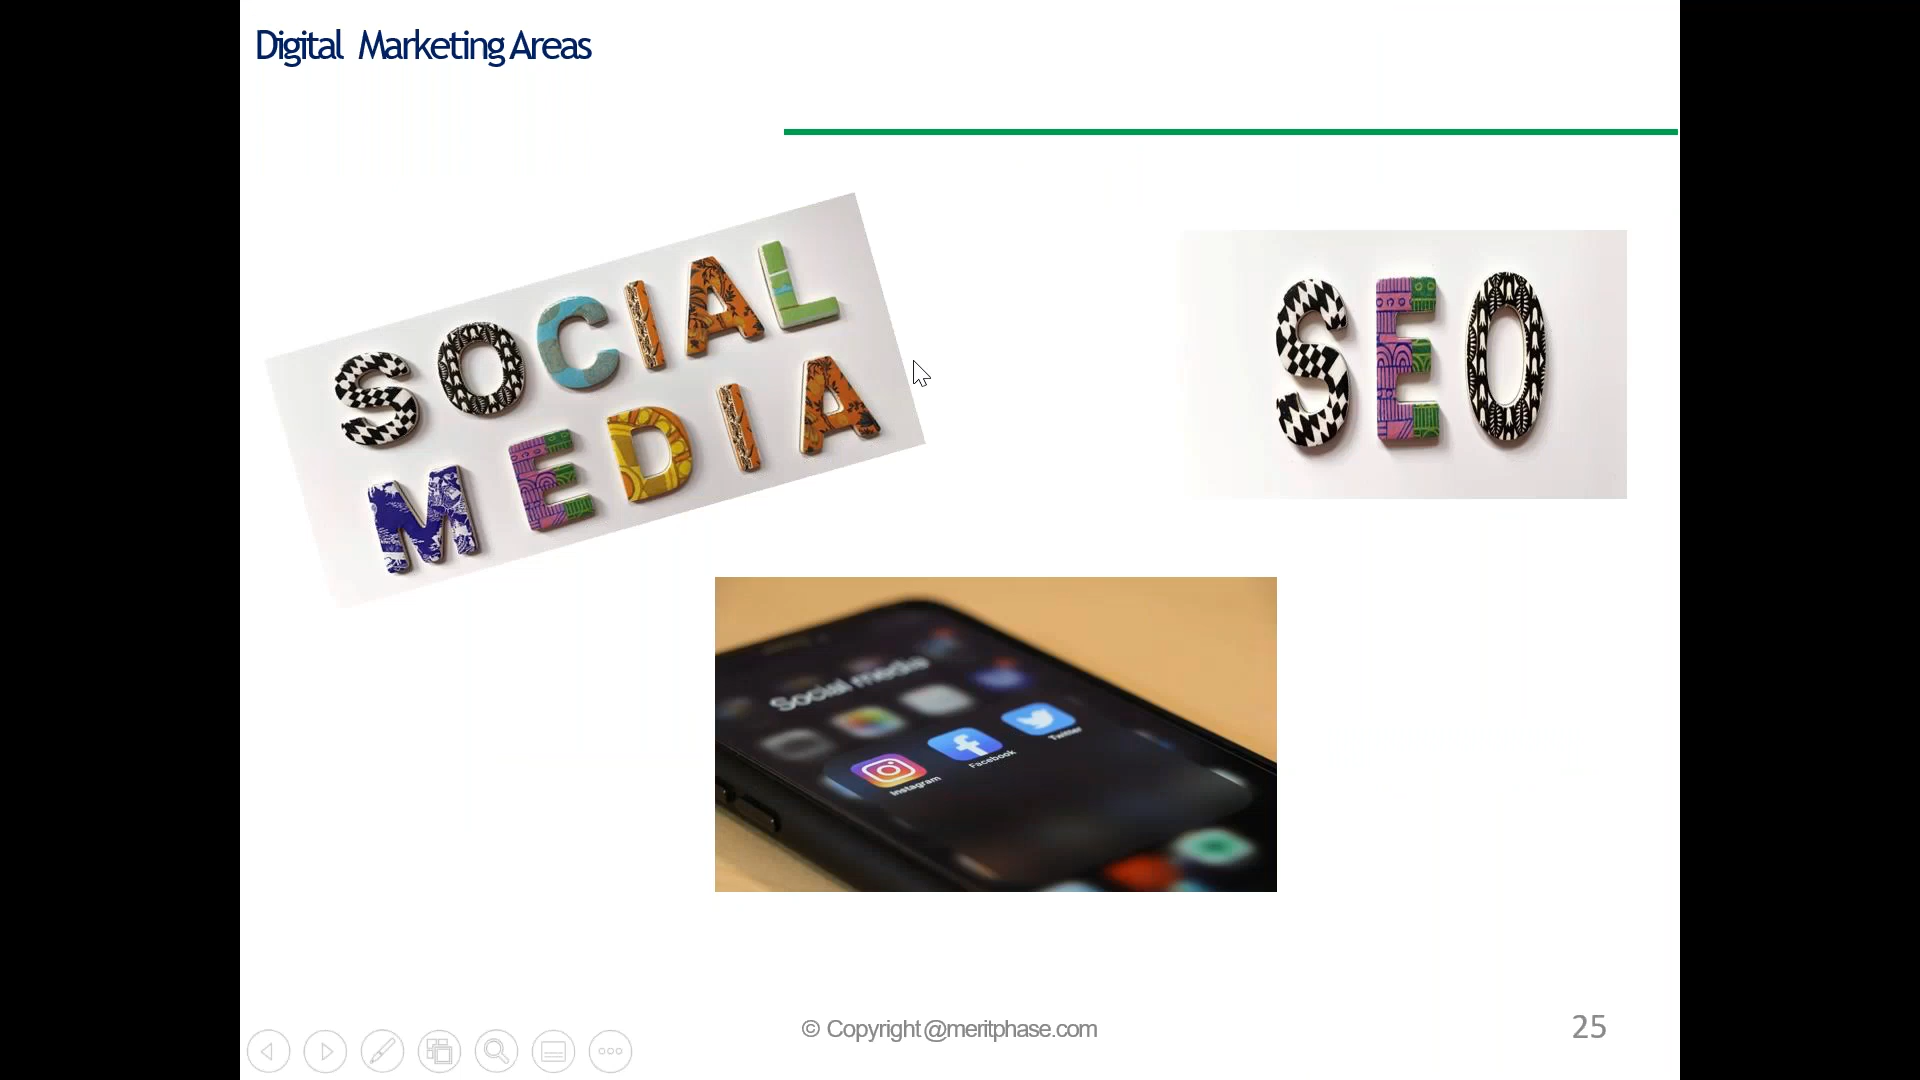 Digital Marketing Areas
SOCIAL
MEDIA
SEO
Social media
Instagram
Facebook
Twitter
© Copyright @meritphase.com
25